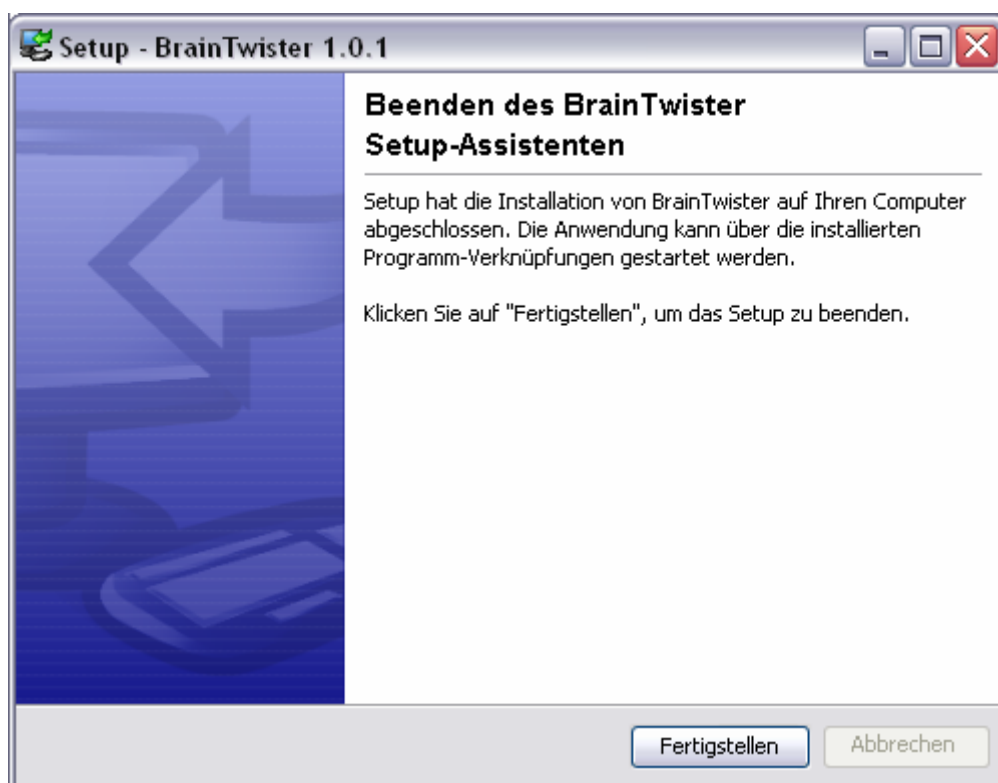 Setup - BrainTwister 1.0.1
Beenden des BrainTwister
Setup-Assistenten
Setup hat die Installation von BrainTwister auf Ihren Computer
abgeschlossen. Die Anwendung kann über die installierten
Programm-Verknüpfungen gestartet werden.
Klicken Sie auf "Fertigstellen", um das Setup zu beenden.
Fertigstellen
Abbrechen